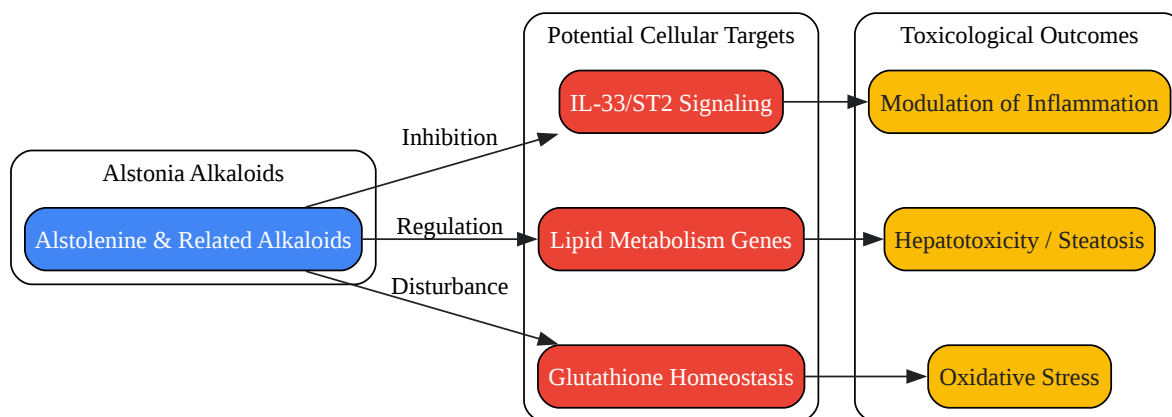 Potential Cellular Targets
Toxicological Outcomes
IL-33/ST2 Signaling
Modulation of Inflammation
Inhibition
Alstonia Alkaloids
Alstolenine & Related Alkaloids
Regulation
Lipid Metabolism Genes
Hepatotoxicity / Steatosis
Disturbance
Glutathione Homeostasis
Oxidative Stress